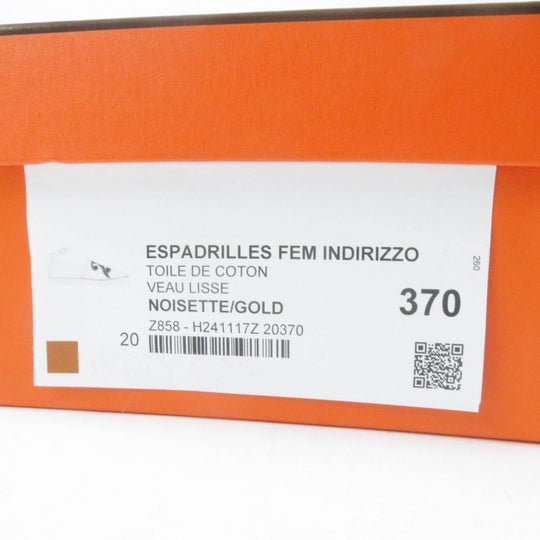 ESPADRILLES FEM INDIRIZZO
TOILE DE COTON
VEAU LISSE
NOISETTE/GOLD
Z858 - H241117Z 20370
20
370
260